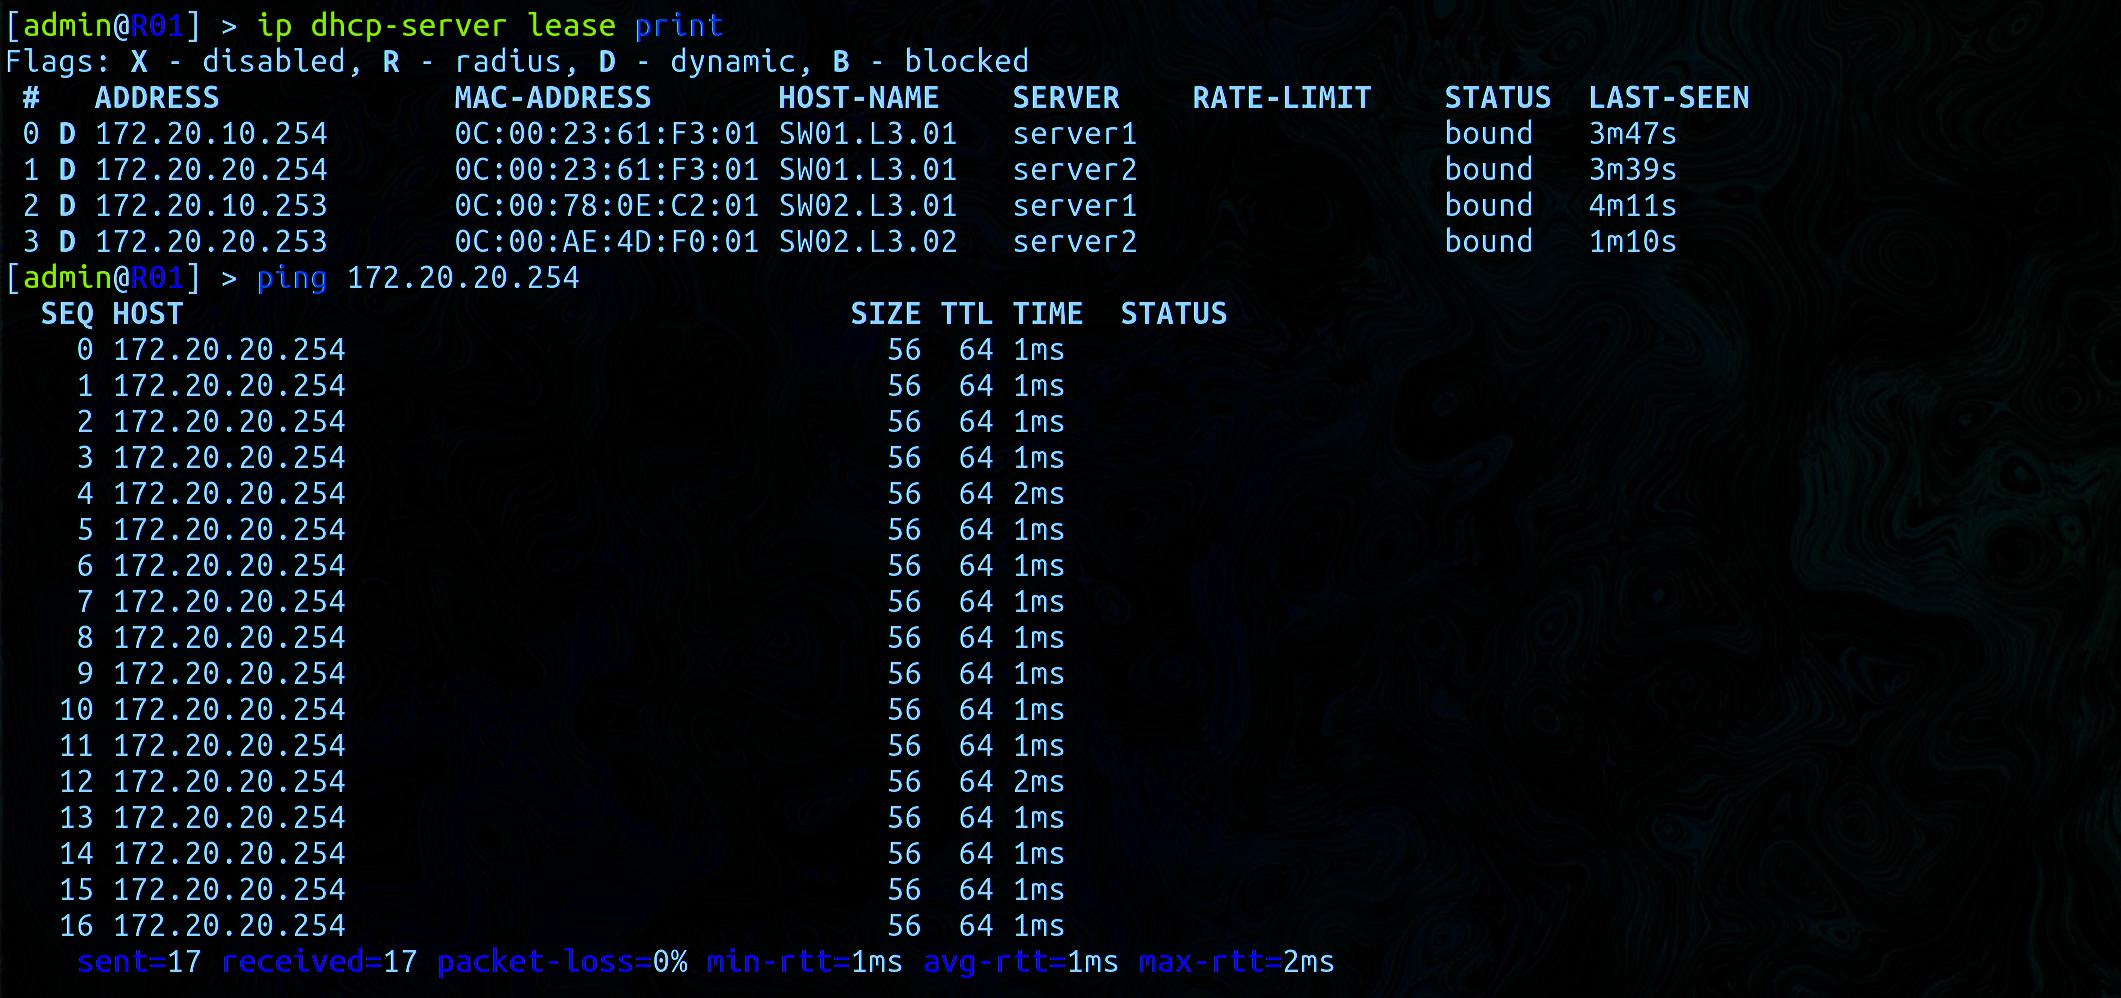 [admin@R01] > ip dhcp-server lease print
Flags: X - disabled, R - radius, D - dynamic, B - blocked
 #   ADDRESS             MAC-ADDRESS       HOST-NAME    SERVER    RATE-LIMIT    STATUS  LAST-SEEN
 0 D 172.20.10.254       0C:00:23:61:F3:01 SW01.L3.01   server1                 bound   3m47s
 1 D 172.20.20.254       0C:00:23:61:F3:01 SW01.L3.01   server2                 bound   3m39s
 2 D 172.20.10.253       0C:00:78:0E:C2:01 SW02.L3.01   server1                 bound   4m11s
 3 D 172.20.20.253       0C:00:AE:4D:F0:01 SW02.L3.02   server2                 bound   1m10s
[admin@R01] > ping 172.20.20.254
  SEQ HOST                                     SIZE TTL TIME  STATUS
    0 172.20.20.254                              56  64 1ms
    1 172.20.20.254                              56  64 1ms
    2 172.20.20.254                              56  64 1ms
    3 172.20.20.254                              56  64 1ms
    4 172.20.20.254                              56  64 2ms
    5 172.20.20.254                              56  64 1ms
    6 172.20.20.254                              56  64 1ms
    7 172.20.20.254                              56  64 1ms
    8 172.20.20.254                              56  64 1ms
    9 172.20.20.254                              56  64 1ms
   10 172.20.20.254                              56  64 1ms
   11 172.20.20.254                              56  64 1ms
   12 172.20.20.254                              56  64 2ms
   13 172.20.20.254                              56  64 1ms
   14 172.20.20.254                              56  64 1ms
   15 172.20.20.254                              56  64 1ms
   16 172.20.20.254                              56  64 1ms
    sent=17 received=17 packet-loss=0% min-rtt=1ms avg-rtt=1ms max-rtt=2ms